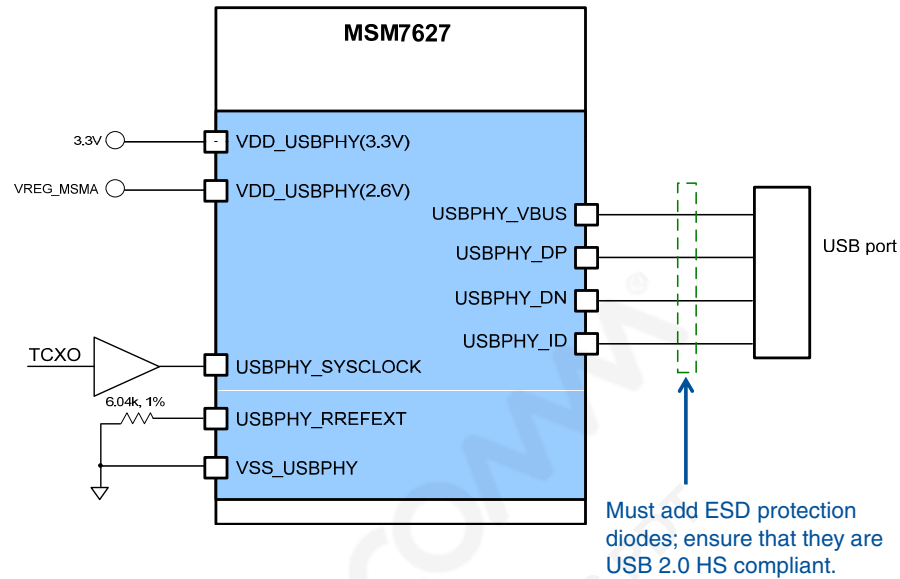 MSM7627
3.3V
VDD_USBPHY(3.3V)
VREG_MSMA
VDD_USBPHY(2.6V)
USBPHY_VBUS
USBPHY_DP
USBPHY_DN
USBPHY_ID
USB port
TCXO
USBPHY_SYSCLOCK
6.04k, 1%
USBPHY_RREFEXT
VSS_USBPHY
Must add ESD protection
diodes; ensure that they are
USB 2.0 HS compliant.